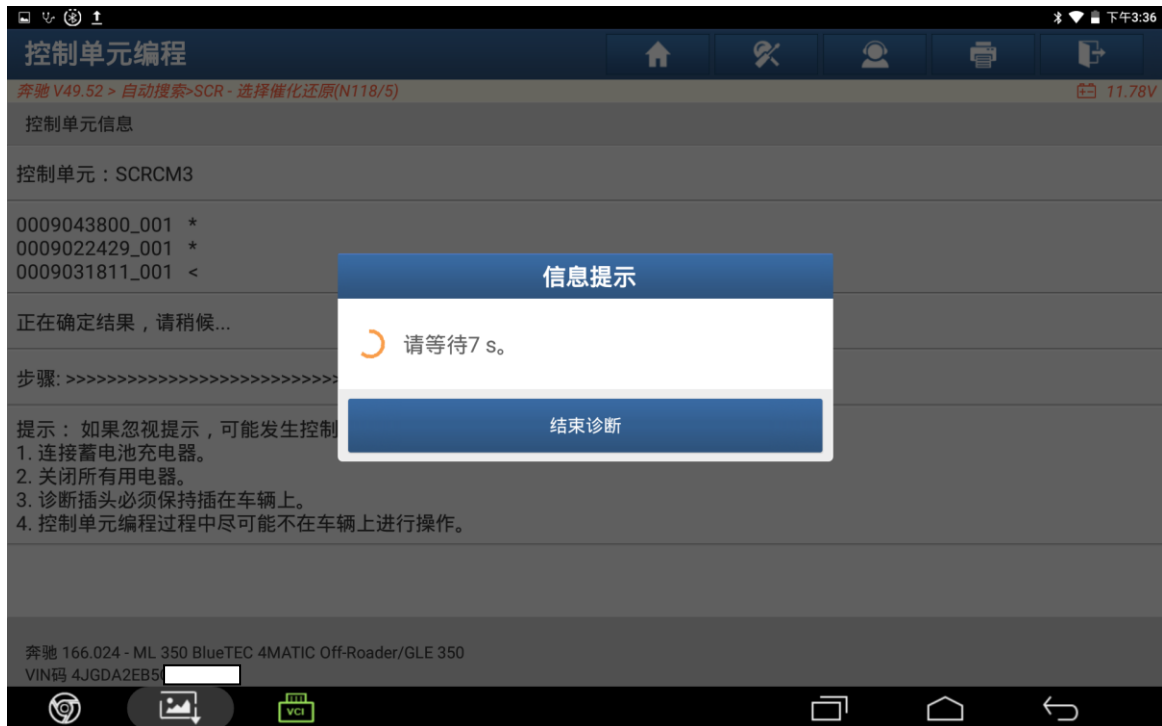 下午3:36
控制单元编程
奔驰 V49.52 > 自动搜索>SCR - 选择催化还原(N118/5)
11.78V
控制单元信息
控制单元：SCRCM3
0009043800_001 *
0009022429_001 *
0009031811_001 <
信息提示
正在确定结果，请稍候...
请等待7 s。
步骤: >>>>>>>>>>>>>>>>>>>>>>>>>>>
结束诊断
提示： 如果忽视提示，可能发生控制
1. 连接蓄电池充电器。
2. 关闭所有用电器。
3. 诊断插头必须保持插在车辆上。
4. 控制单元编程过程中尽可能不在车辆上进行操作。
奔驰 166.024 - ML 350 BlueTEC 4MATIC Off-Roader/GLE 350
VIN码 4JGDA2EB5
VCI